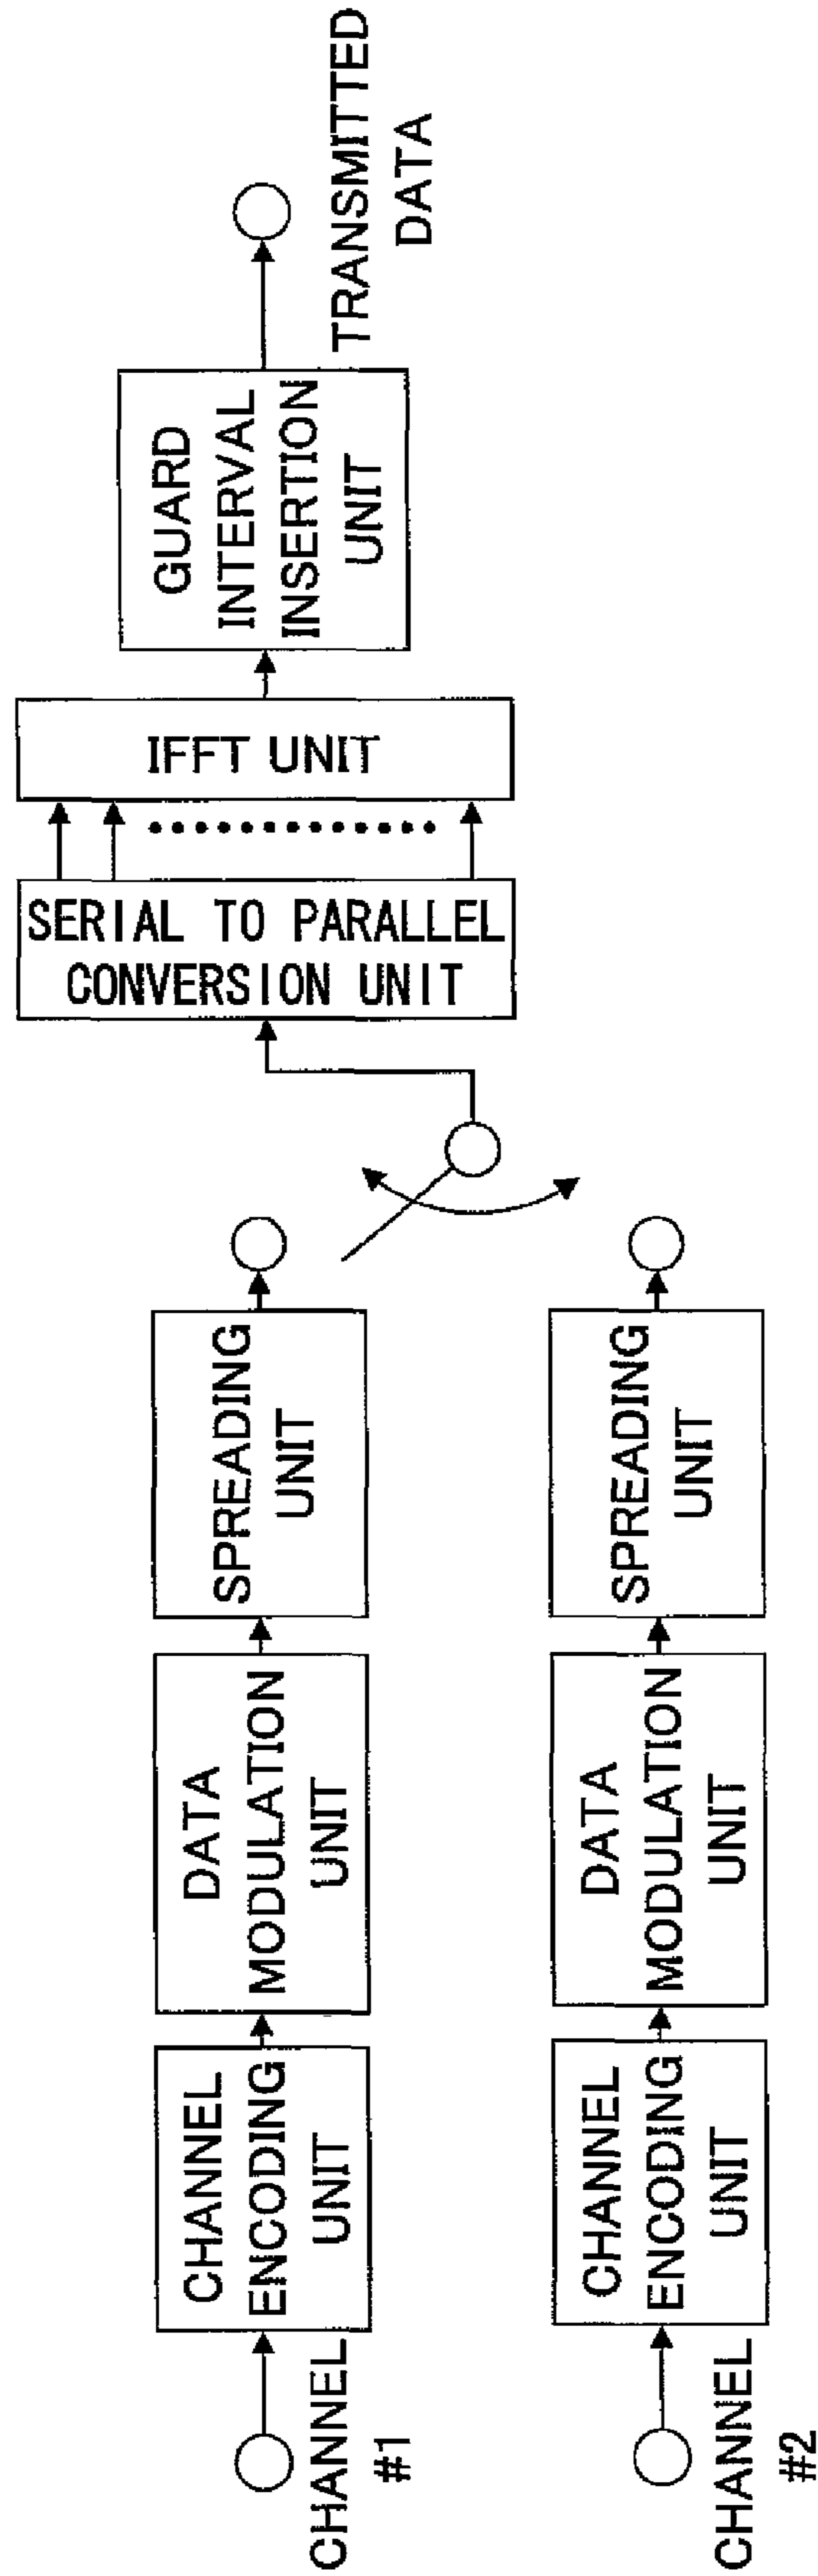 CHANNEL
#1
CHANNEL
ENCODING
UNIT
DATA
MODULATION
UNIT
SPREADING
UNIT
CHANNEL
#2
CHANNEL
ENCODING
UNIT
DATA
MODULATION
UNIT
SPREADING
UNIT
SERIAL TO PARALLEL
CONVERSION UNIT
IFFT UNIT
GUARD
INTERVAL
INSERTION
UNIT
TRANSMITTED
DATA